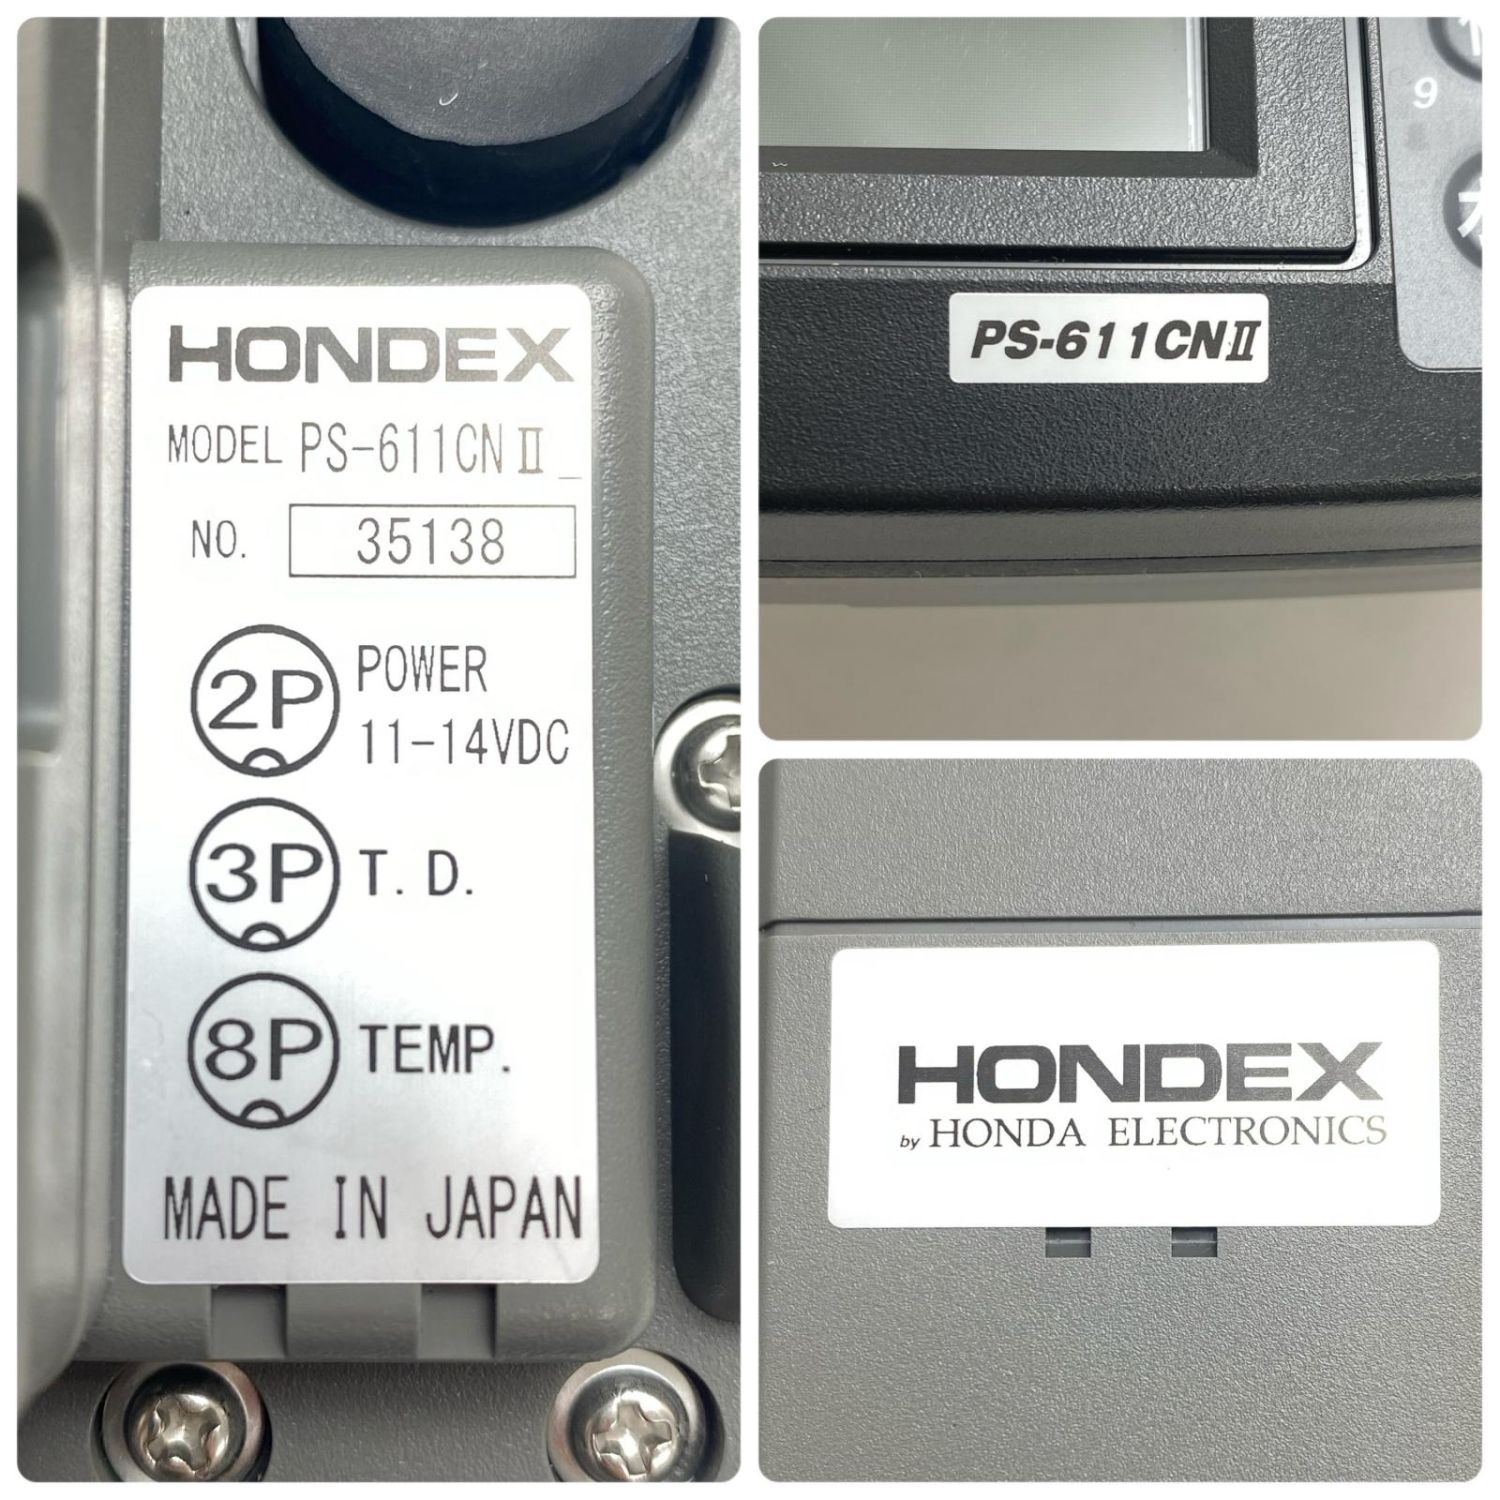 HONDEX
MODEL PS-611CNⅡ_
NO. 35138
2P POWER
11-14VDC
3P T. D.
8P TEMP.
MADE IN JAPAN
9
PS-611CNⅡ
HONDEX
by HONDA ELECTRONICS